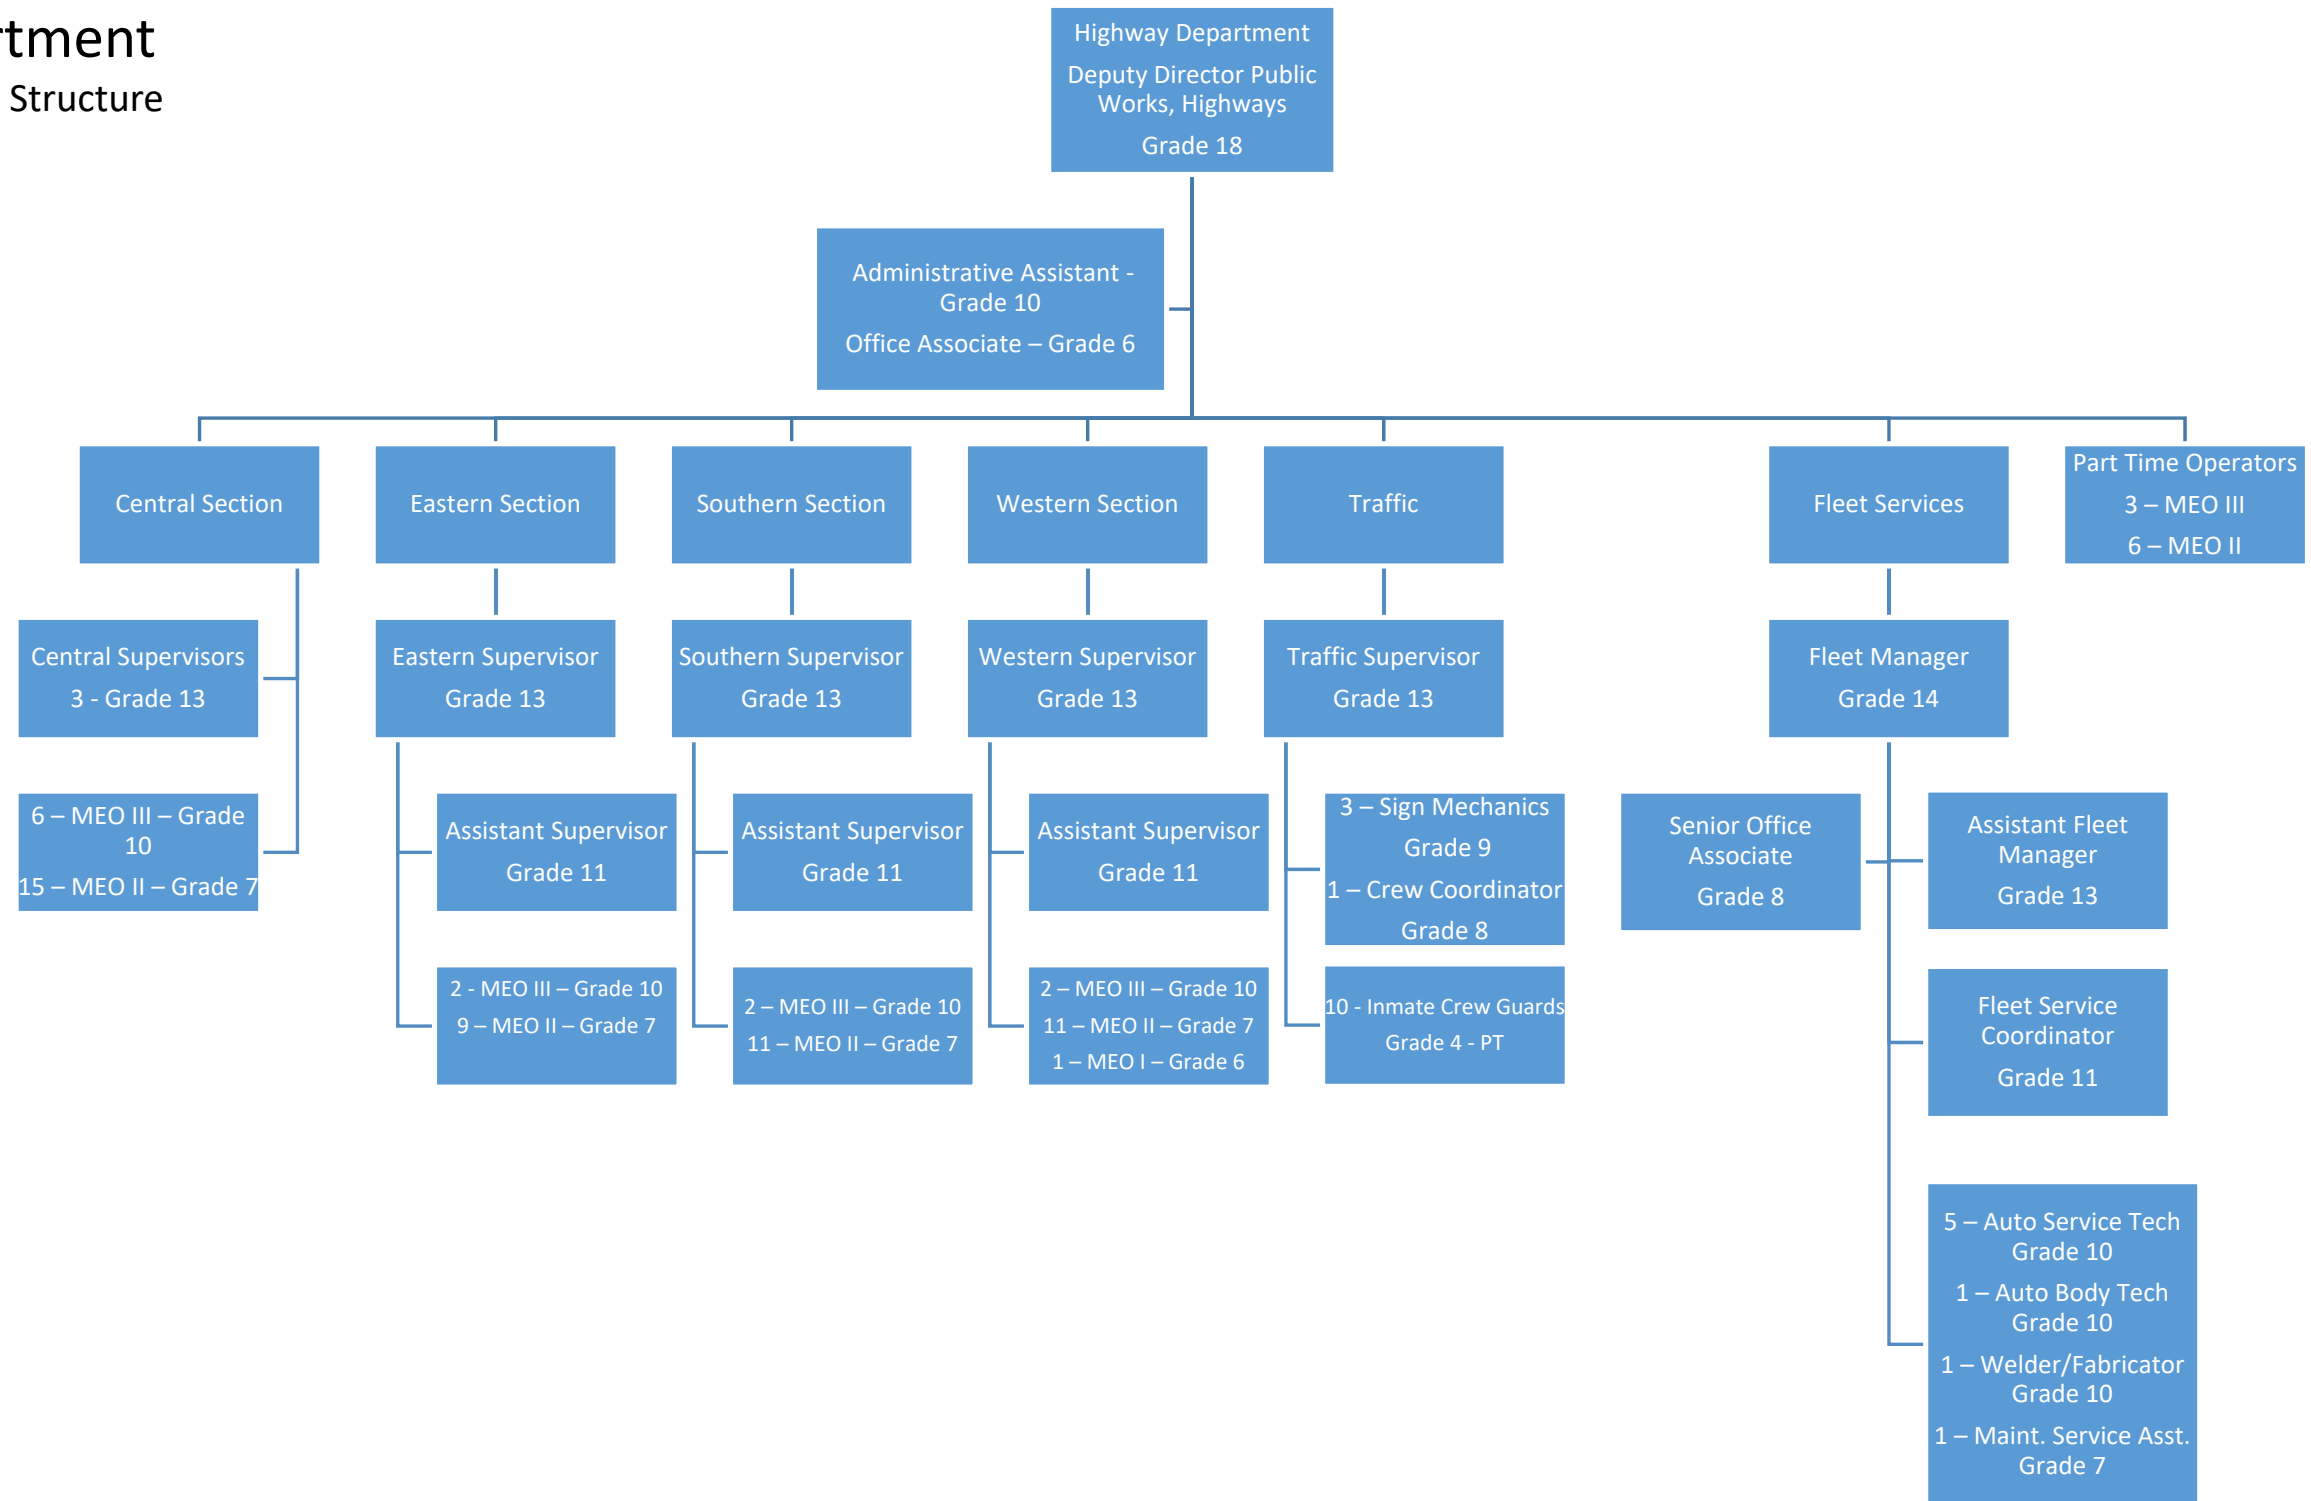 rtment
Structure
Highway Department
Deputy Director Public
Works, Highways
Grade 18
Administrative Assistant -
Grade 10
Office Associate – Grade 6
Central Section
Eastern Section
Southern Section
Western Section
Traffic
Fleet Services
Part Time Operators
3 – MEO III
6 – MEO II
Central Supervisors
3 - Grade 13
Eastern Supervisor
Grade 13
Southern Supervisor
Grade 13
Western Supervisor
Grade 13
Traffic Supervisor
Grade 13
Fleet Manager
Grade 14
6 – MEO III – Grade
10
15 – MEO II – Grade 7
Assistant Supervisor
Grade 11
Assistant Supervisor
Grade 11
Assistant Supervisor
Grade 11
3 – Sign Mechanics
Grade 9
1 – Crew Coordinator
Grade 8
Senior Office
Associate
Grade 8
Assistant Fleet
Manager
Grade 13
2 - MEO III – Grade 10
9 – MEO II – Grade 7
2 – MEO III – Grade 10
11 – MEO II – Grade 7
2 – MEO III – Grade 10
11 – MEO II – Grade 7
1 – MEO I – Grade 6
10 - Inmate Crew Guards
Grade 4 - PT
Fleet Service
Coordinator
Grade 11
5 – Auto Service Tech
Grade 10
1 – Auto Body Tech
Grade 10
1 – Welder/Fabricator
Grade 10
1 – Maint. Service Asst.
Grade 7